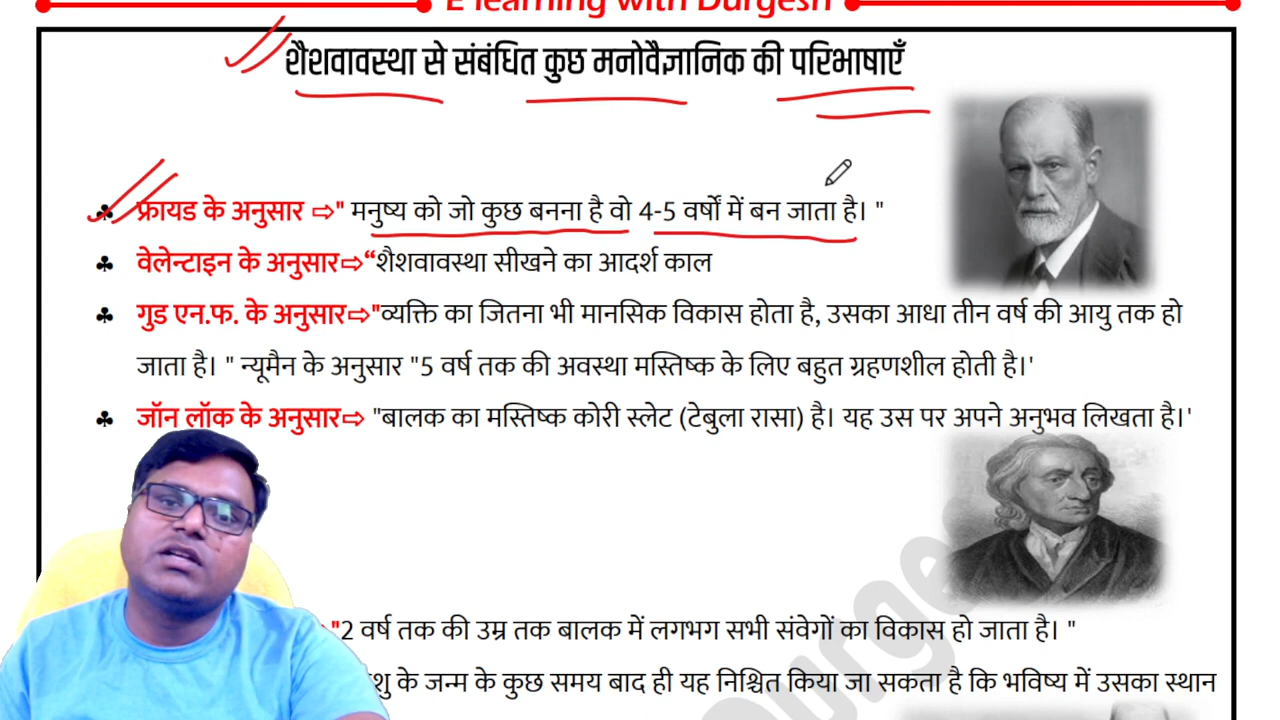 E learning with Durgesh
शैशवावस्था से संबंधित कुछ मनोवैज्ञानिक की परिभाषाएँ
♣ फ्रायड के अनुसार ⇨" मनुष्य को जो कुछ बनना है वो 4-5 वर्षों में बन जाता है। "
♣ वेलेन्टाइन के अनुसार⇨“शैशवावस्था सीखने का आदर्श काल
♣ गुड एन.फ. के अनुसार⇨"व्यक्ति का जितना भी मानसिक विकास होता है, उसका आधा तीन वर्ष की आयु तक हो
जाता है। " न्यूमैन के अनुसार "5 वर्ष तक की अवस्था मस्तिष्क के लिए बहुत ग्रहणशील होती है।'
♣ जॉन लॉक के अनुसार⇨ "बालक का मस्तिष्क कोरी स्लेट (टेबुला रासा) है। यह उस पर अपने अनुभव लिखता है।'
"2 वर्ष तक की उम्र तक बालक में लगभग सभी संवेगों का विकास हो जाता है। "
के जन्म के कुछ समय बाद ही यह निश्चित किया जा सकता है कि भविष्य में उसका स्थान